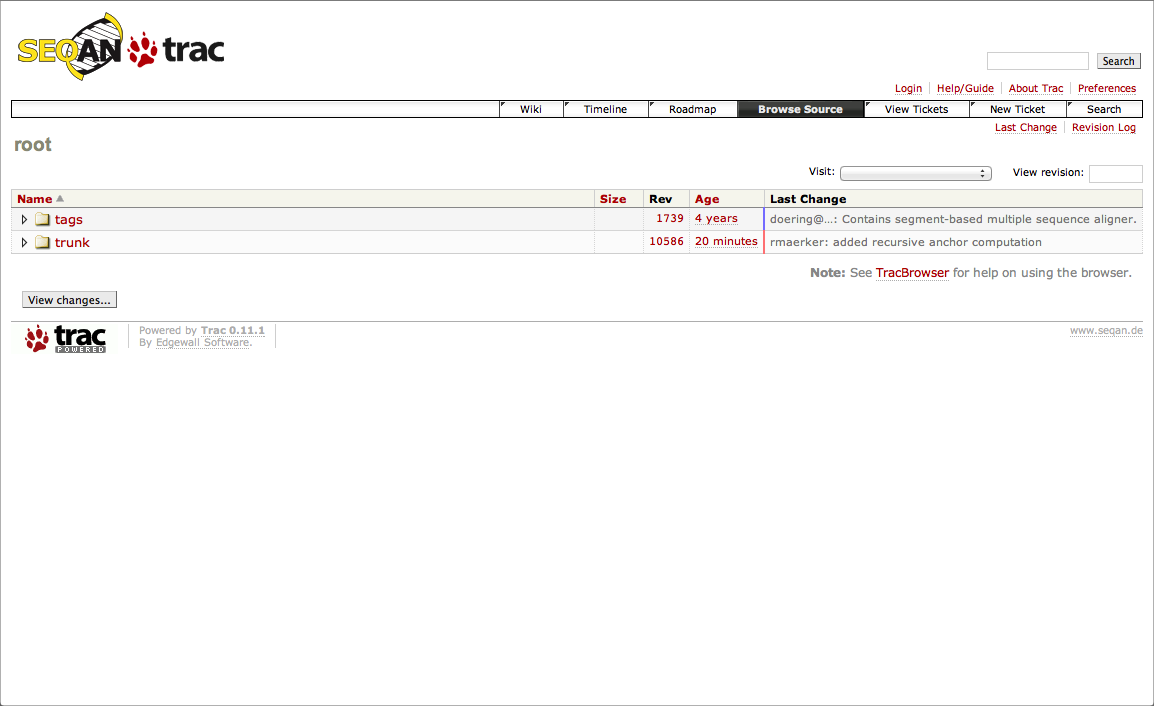 SEQAN trac
Search
Login Help/Guide About Trac Preferences
Wiki Timeline Roadmap Browse Source View Tickets New Ticket Search
Last Change Revision Log
root
Visit: View revision:
Name Size Rev Age Last Change
tags 1739 4 years doering@...: Contains segment-based multiple sequence aligner.
trunk 10586 20 minutes rmaerker: added recursive anchor computation
Note: See TracBrowser for help on using the browser.
View changes...
trac POWERED
Powered by Trac 0.11.1
By Edgewall Software.
www.seqan.de